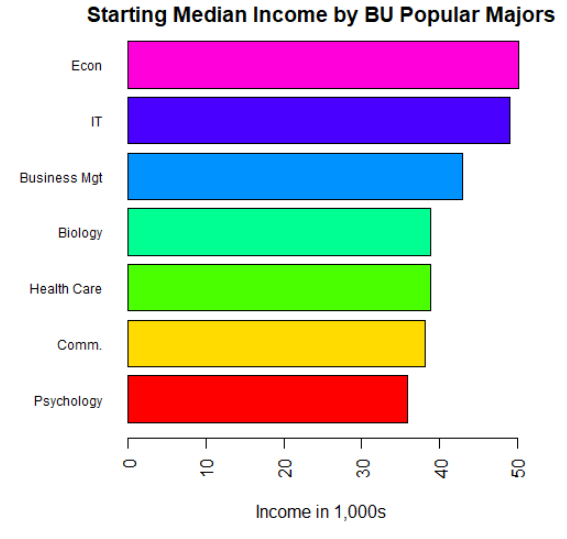 Starting Median Income by BU Popular Majors
Econ
IT
Business Mgt
Biology
Health Care
Comm.
Psychology
0 10 20 30 40 50
Income in 1,000s